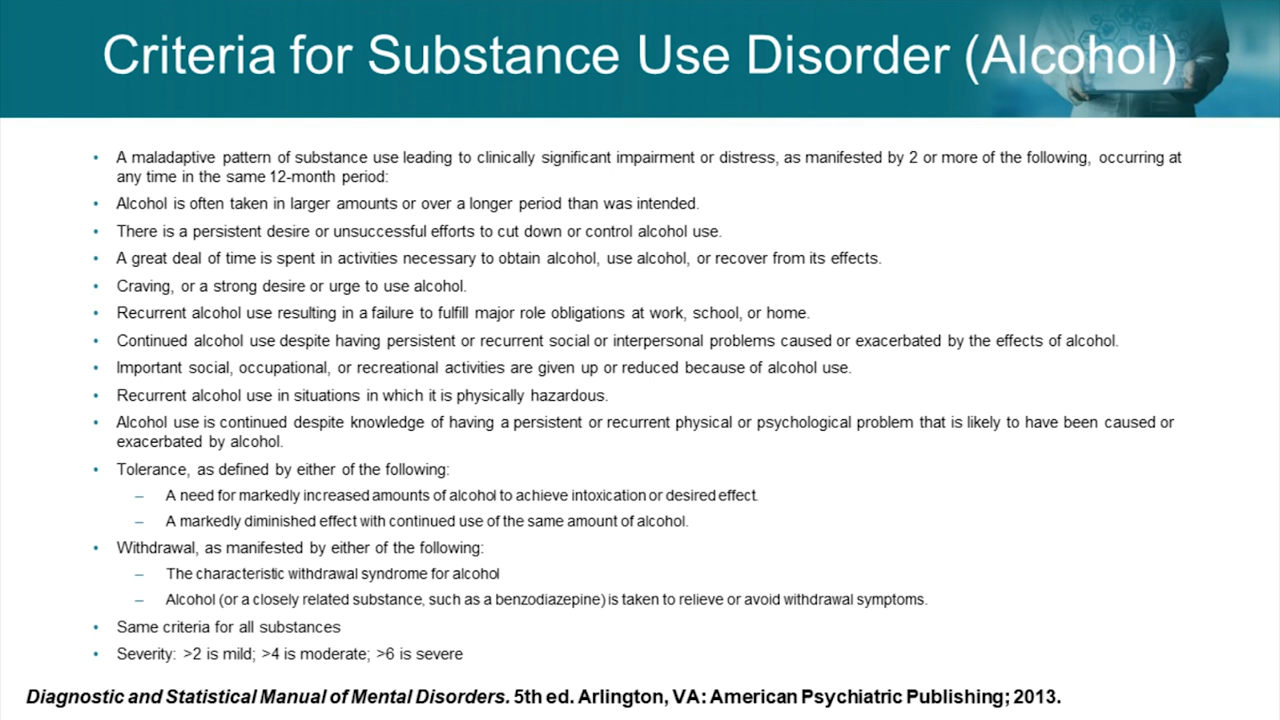 Criteria for Substance Use Disorder (Alcohol)
• A maladaptive pattern of substance use leading to clinically significant impairment or distress, as manifested by 2 or more of the following, occurring at
any time in the same 12-month period:
• Alcohol is often taken in larger amounts or over a longer period than was intended.
• There is a persistent desire or unsuccessful efforts to cut down or control alcohol use.
• A great deal of time is spent in activities necessary to obtain alcohol, use alcohol, or recover from its effects.
• Craving, or a strong desire or urge to use alcohol.
• Recurrent alcohol use resulting in a failure to fulfill major role obligations at work, school, or home.
• Continued alcohol use despite having persistent or recurrent social or interpersonal problems caused or exacerbated by the effects of alcohol.
• Important social, occupational, or recreational activities are given up or reduced because of alcohol use.
• Recurrent alcohol use in situations in which it is physically hazardous.
• Alcohol use is continued despite knowledge of having a persistent or recurrent physical or psychological problem that is likely to have been caused or
exacerbated by alcohol.
• Tolerance, as defined by either of the following:
– A need for markedly increased amounts of alcohol to achieve intoxication or desired effect.
– A markedly diminished effect with continued use of the same amount of alcohol.
• Withdrawal, as manifested by either of the following:
– The characteristic withdrawal syndrome for alcohol
– Alcohol (or a closely related substance, such as a benzodiazepine) is taken to relieve or avoid withdrawal symptoms.
• Same criteria for all substances
• Severity: >2 is mild; >4 is moderate; >6 is severe
Diagnostic and Statistical Manual of Mental Disorders. 5th ed. Arlington, VA: American Psychiatric Publishing; 2013.